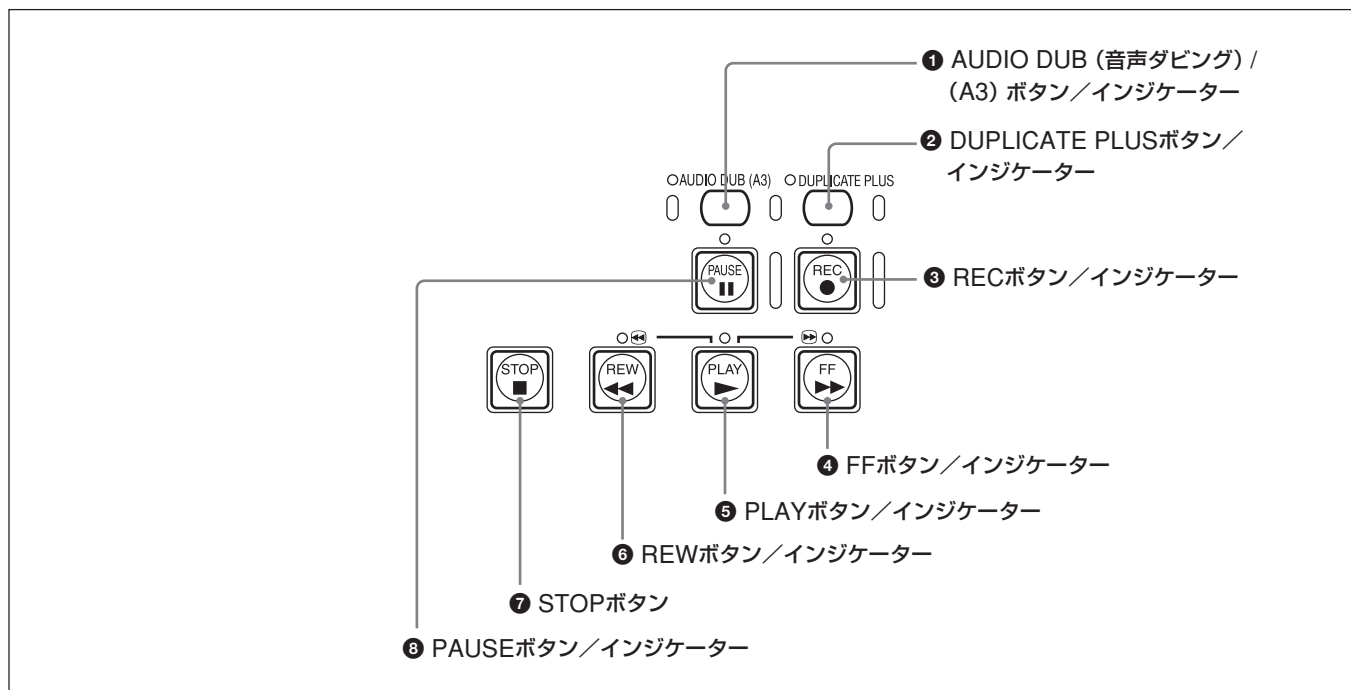 ❶ AUDIO DUB（音声ダビング）/
（A3）ボタン／インジケーター
❷ DUPLICATE PLUSボタン／
インジケーター
AUDIO DUB (A3)
DUPLICATE PLUS
PAUSE
REC
❸ RECボタン／インジケーター
STOP
REW
PLAY
FF
❹ FFボタン／インジケーター
❺ PLAYボタン／インジケーター
❻ REWボタン／インジケーター
❼ STOPボタン
❽ PAUSEボタン／インジケーター